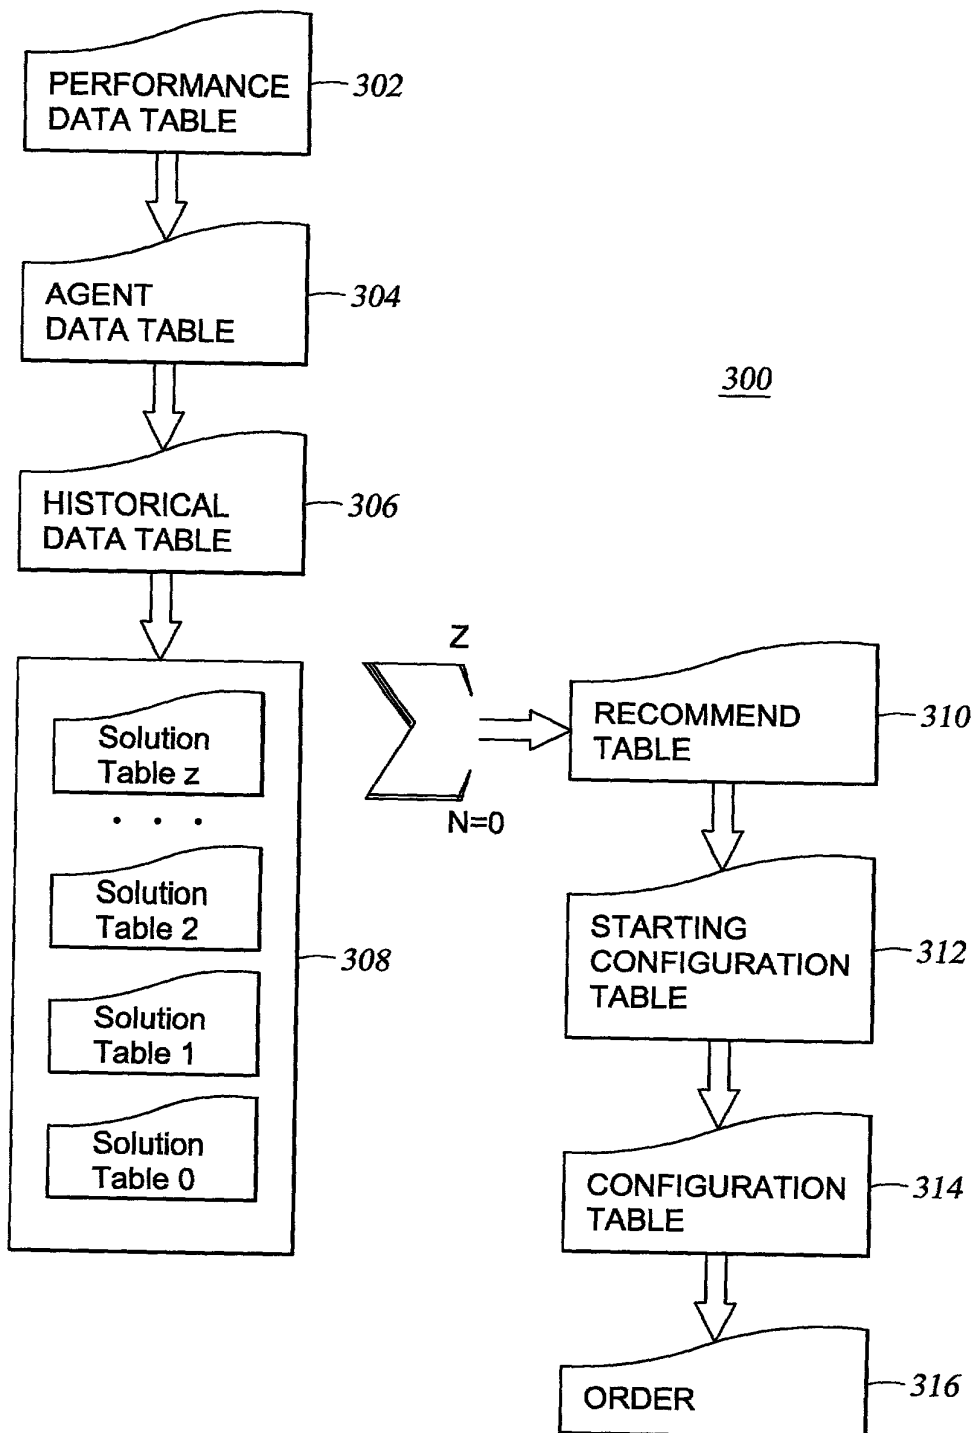 PERFORMANCE
DATA TABLE
302
AGENT
DATA TABLE
304
300
HISTORICAL
DATA TABLE
306
Solution
Table z
. . .
Solution
Table 2
Solution
Table 1
Solution
Table 0
308
Z
N=0
RECOMMEND
TABLE
310
STARTING
CONFIGURATION
TABLE
312
CONFIGURATION
TABLE
314
ORDER
316